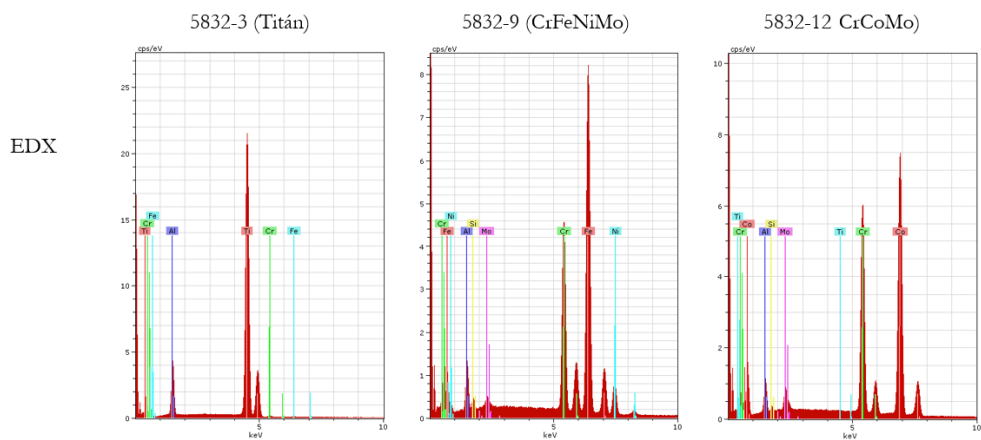 5832-3 (Titán)
5832-9 (CrFeNiMo)
5832-12 CrCoMo)
EDX
cps/eV
25
20
15
10
5
0
Fe
Cr
Ti
Al
Ti
Cr
Fe
5
10
keV
cps/eV
8
7
6
5
4
3
2
1
0
Ni
Cr
Si
Fe
Al
Mo
Cr
Fe
Ni
5
10
keV
cps/eV
10
8
6
4
2
0
Ti
Si
Co
Cr
Al
Mo
Ti
Cr
Co
5
10
keV